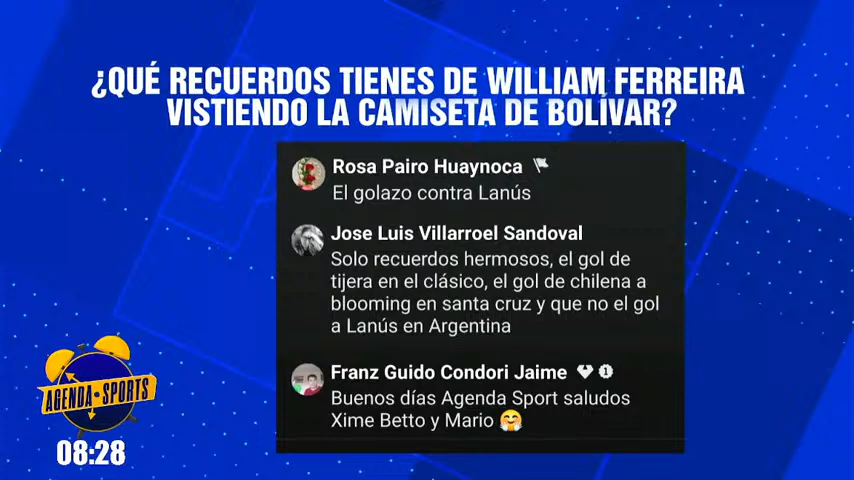 ¿QUÉ RECUERDOS TIENES DE WILLIAM FERREIRA
VISTIENDO LA CAMISETA DE BOLÍVAR?
Rosa Pairo Huaynoca
El golazo contra Lanús
Jose Luis Villarroel Sandoval
Solo recuerdos hermosos, el gol de
tijera en el clásico, el gol de chilena a
blooming en santa cruz y que no el gol
a Lanús en Argentina
Franz Guido Condori Jaime
Buenos días Agenda Sport saludos
Xime Betto y Mario 🤗
AGENDA•SPORTS
08:28